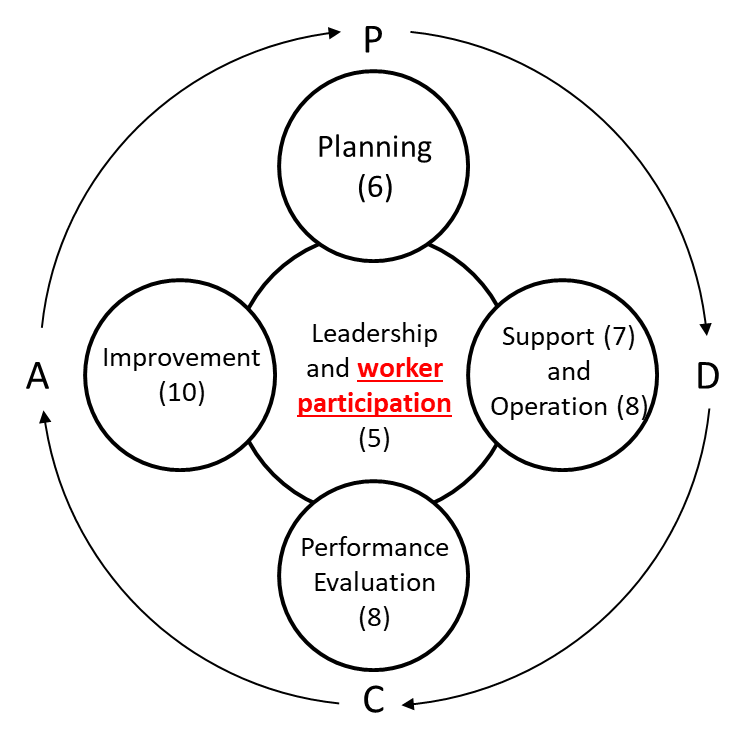 P
Planning
(6)
Improvement
(10)
Leadership
and worker
participation
(5)
Support (7)
and
Operation (8)
A
D
Performance
Evaluation
(8)
C